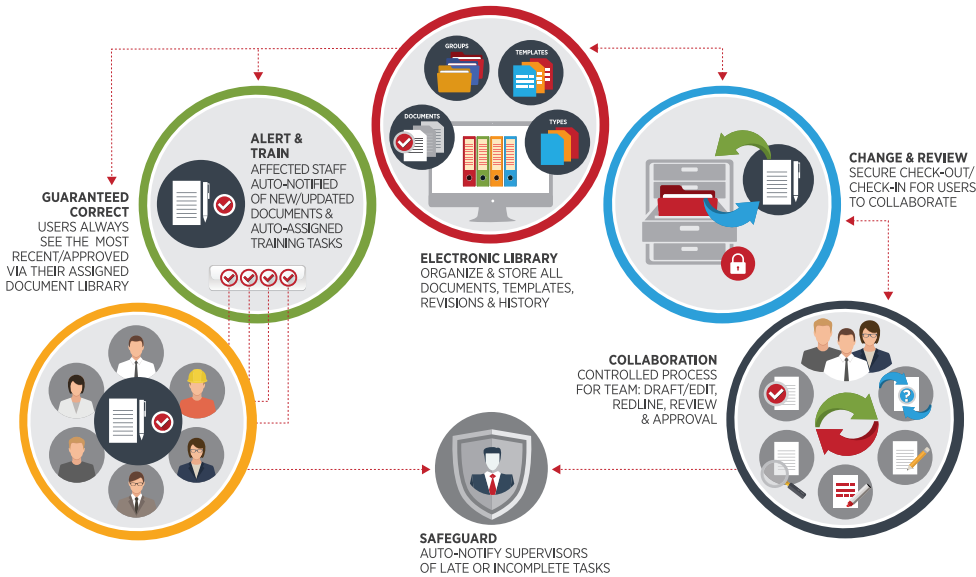 GROUPS
TEMPLATES
DOCUMENTS
TYPES
ELECTRONIC LIBRARY
ORGANIZE & STORE ALL
DOCUMENTS, TEMPLATES,
REVISIONS & HISTORY
ALERT &
TRAIN
AFFECTED STAFF
AUTO-NOTIFIED
OF NEW/UPDATED
DOCUMENTS &
AUTO-ASSIGNED
TRAINING TASKS
GUARANTEED
CORRECT
USERS ALWAYS
SEE THE MOST
RECENT/APPROVED
VIA THEIR ASSIGNED
DOCUMENT LIBRARY
CHANGE & REVIEW
SECURE CHECK-OUT/
CHECK-IN FOR USERS
TO COLLABORATE
COLLABORATION
CONTROLLED PROCESS
FOR TEAM: DRAFT/EDIT,
REDLINE, REVIEW
& APPROVAL
?
SAFEGUARD
AUTO-NOTIFY SUPERVISORS
OF LATE OR INCOMPLETE TASKS